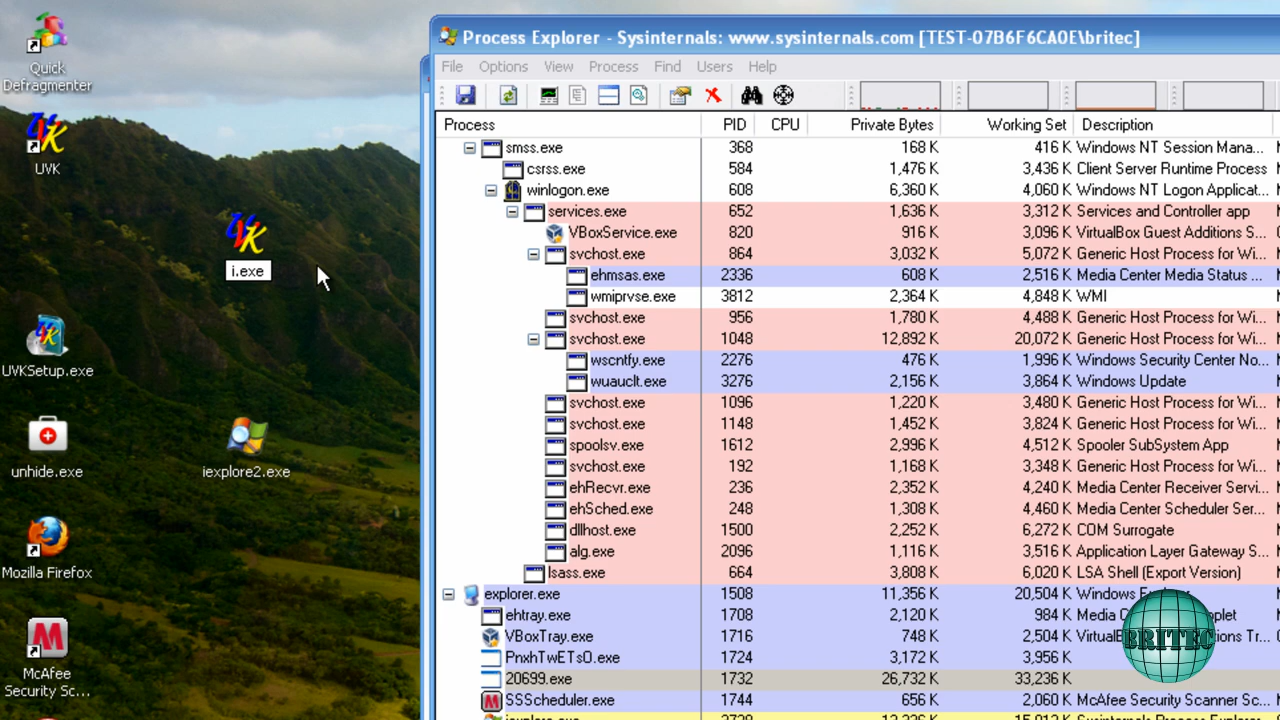 Quick
Defragmenter
UVK
i.exe
UVKSetup.exe
unhide.exe
iexplore2.exe
Mozilla Firefox
McAfee
Security Sc...
Process Explorer - Sysinternals: www.sysinternals.com [TEST-07B6F6CA0E\britec]
File Options View Process Find Users Help
Process PID CPU Private Bytes Working Set Description
smss.exe 368 168 K 416 K Windows NT Session Mana...
csrss.exe 584 1,476 K 3,436 K Client Server Runtime Process
winlogon.exe 608 6,360 K 4,060 K Windows NT Logon Applicat...
services.exe 652 1,636 K 3,312 K Services and Controller app
VBoxService.exe 820 916 K 3,096 K VirtualBox Guest Additions S...
svchost.exe 864 3,032 K 5,072 K Generic Host Process for Wi...
ehmsas.exe 2336 608 K 2,516 K Media Center Media Status ...
wmiprvse.exe 3812 2,364 K 4,848 K WMI
svchost.exe 956 1,780 K 4,488 K Generic Host Process for Wi...
svchost.exe 1048 12,892 K 20,072 K Generic Host Process for Wi...
wscntfy.exe 2276 476 K 1,996 K Windows Security Center No...
wuauclt.exe 3276 2,156 K 3,864 K Windows Update
svchost.exe 1096 1,220 K 3,480 K Generic Host Process for Wi...
svchost.exe 1148 1,452 K 3,824 K Generic Host Process for Wi...
spoolsv.exe 1612 2,296 K 4,512 K Spooler SubSystem App
svchost.exe 192 1,168 K 3,348 K Generic Host Process for Wi...
ehRecvr.exe 236 2,352 K 4,240 K Media Center Receiver Servi...
ehSched.exe 248 1,308 K 4,460 K Media Center Scheduler Ser...
dllhost.exe 1500 2,252 K 6,272 K COM Surrogate
alg.exe 2096 1,116 K 3,516 K Application Layer Gateway S...
lsass.exe 664 3,808 K 6,020 K LSA Shell (Export Version)
explorer.exe 1508 11,356 K 20,504 K Windows
ehtray.exe 1708 2,120 K 984 K Media
VBoxTray.exe 1716 748 K 2,504 K Tr...
PnxhTwETsO.exe 1724 3,172 K 3,956 K
20699.exe 1732 26,732 K 33,236 K
SSScheduler.exe 1744 656 K 2,060 K McAfee Security Scanner Sc...
BRITEC